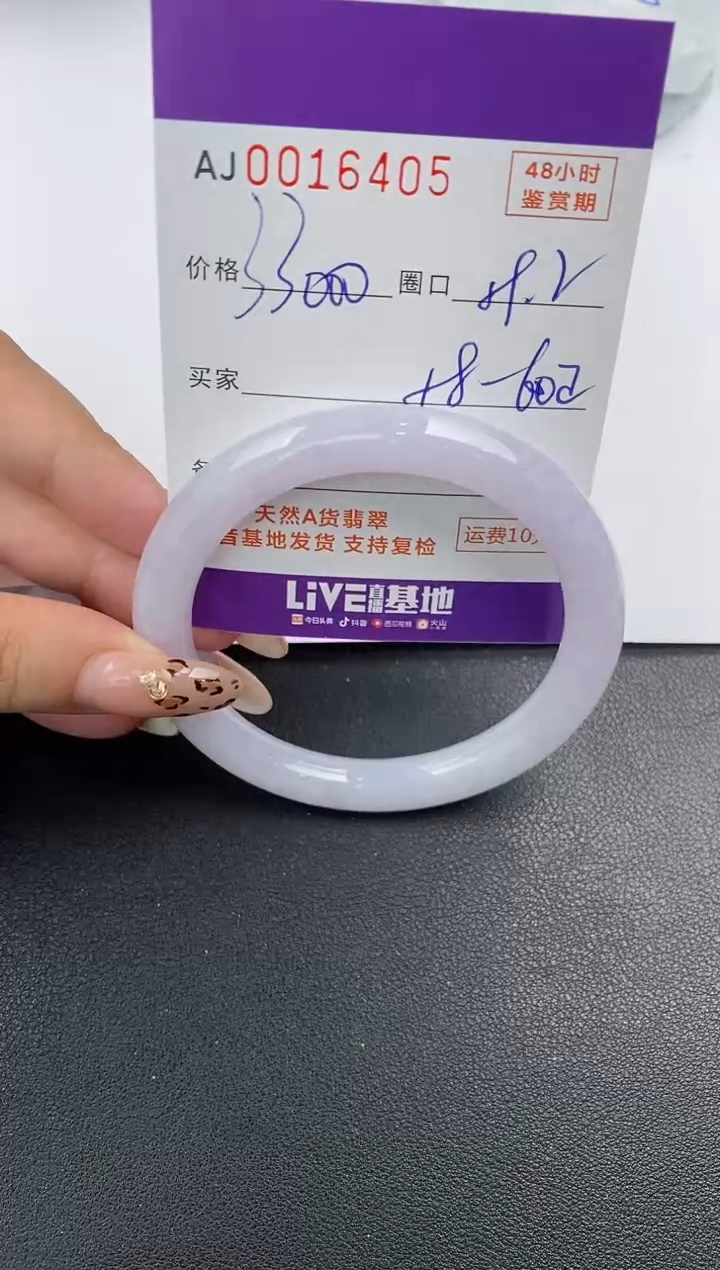 AJ0016405
48小时
鉴赏期
价格 33000 圈口
买家
天然A货翡翠
音基地发货 支持复检
运费10
LiVE直播基地
今日头条 抖音 西瓜视频 火山